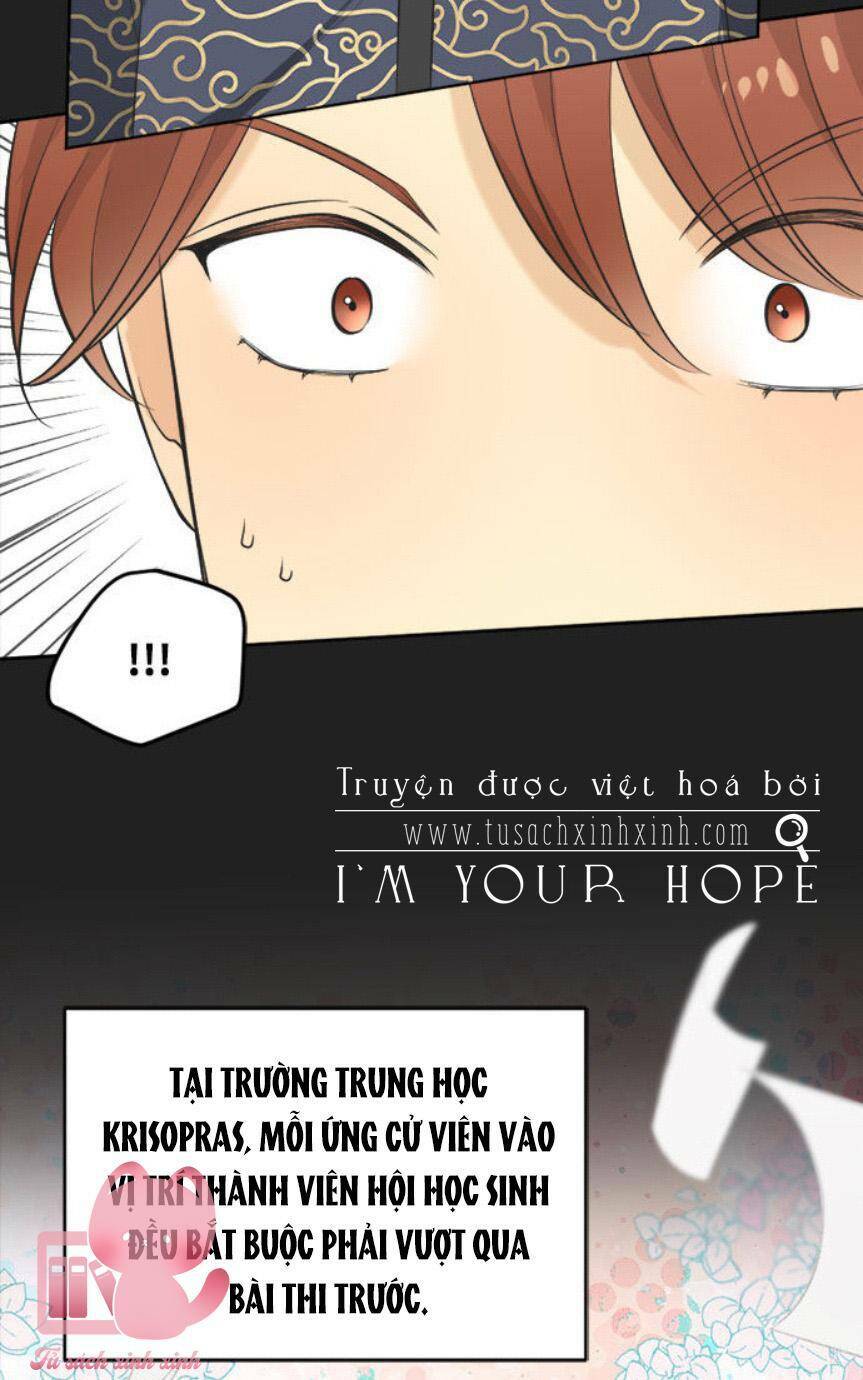 !!!
Truyện được việt hoá bởi
www.tusachxinhxinh.com
I'M YOUR HOPE
TẠI TRƯỜNG TRUNG HỌC
KRISOPRAS, MỖI ỨNG CỬ VIÊN VÀO
VỊ TRÍ THÀNH VIÊN HỘI HỌC SINH
ĐỀU BẮT BUỘC PHẢI VƯỢT QUA
BÀI THI TRƯỚC.
Tủ sách xinh xinh